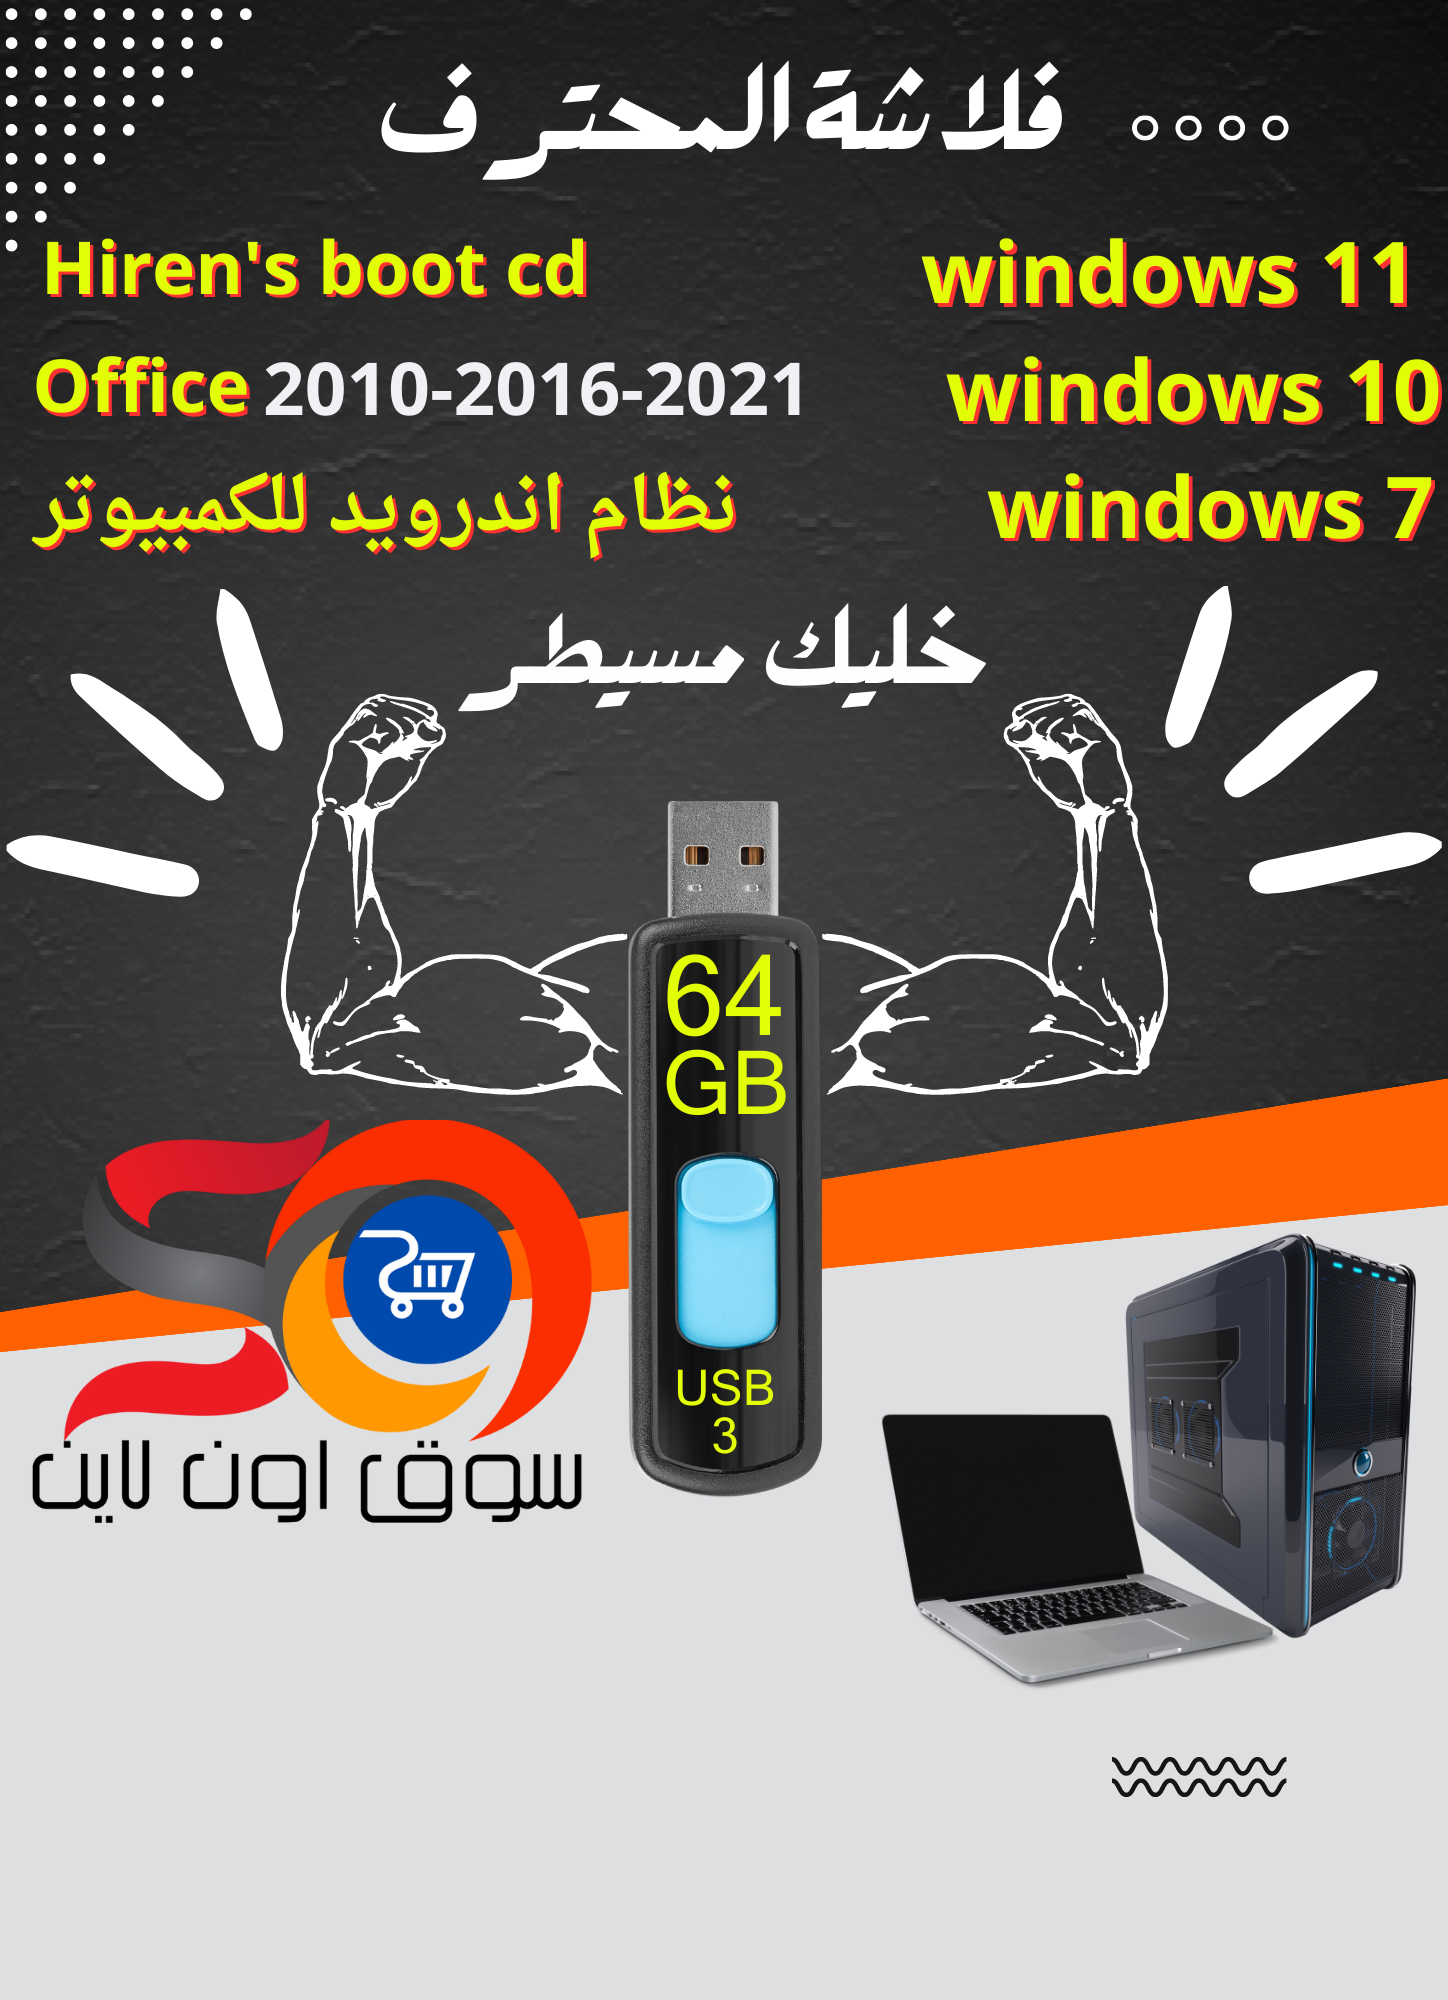 فلاشة المحترف
windows 11
Hiren's boot cd
windows 10
Office 2010-2016-2021
windows 7
نظام اندرويد للكمبيوتر
خليك مسيطر
64
GB
USB
3
سوق اون لاين